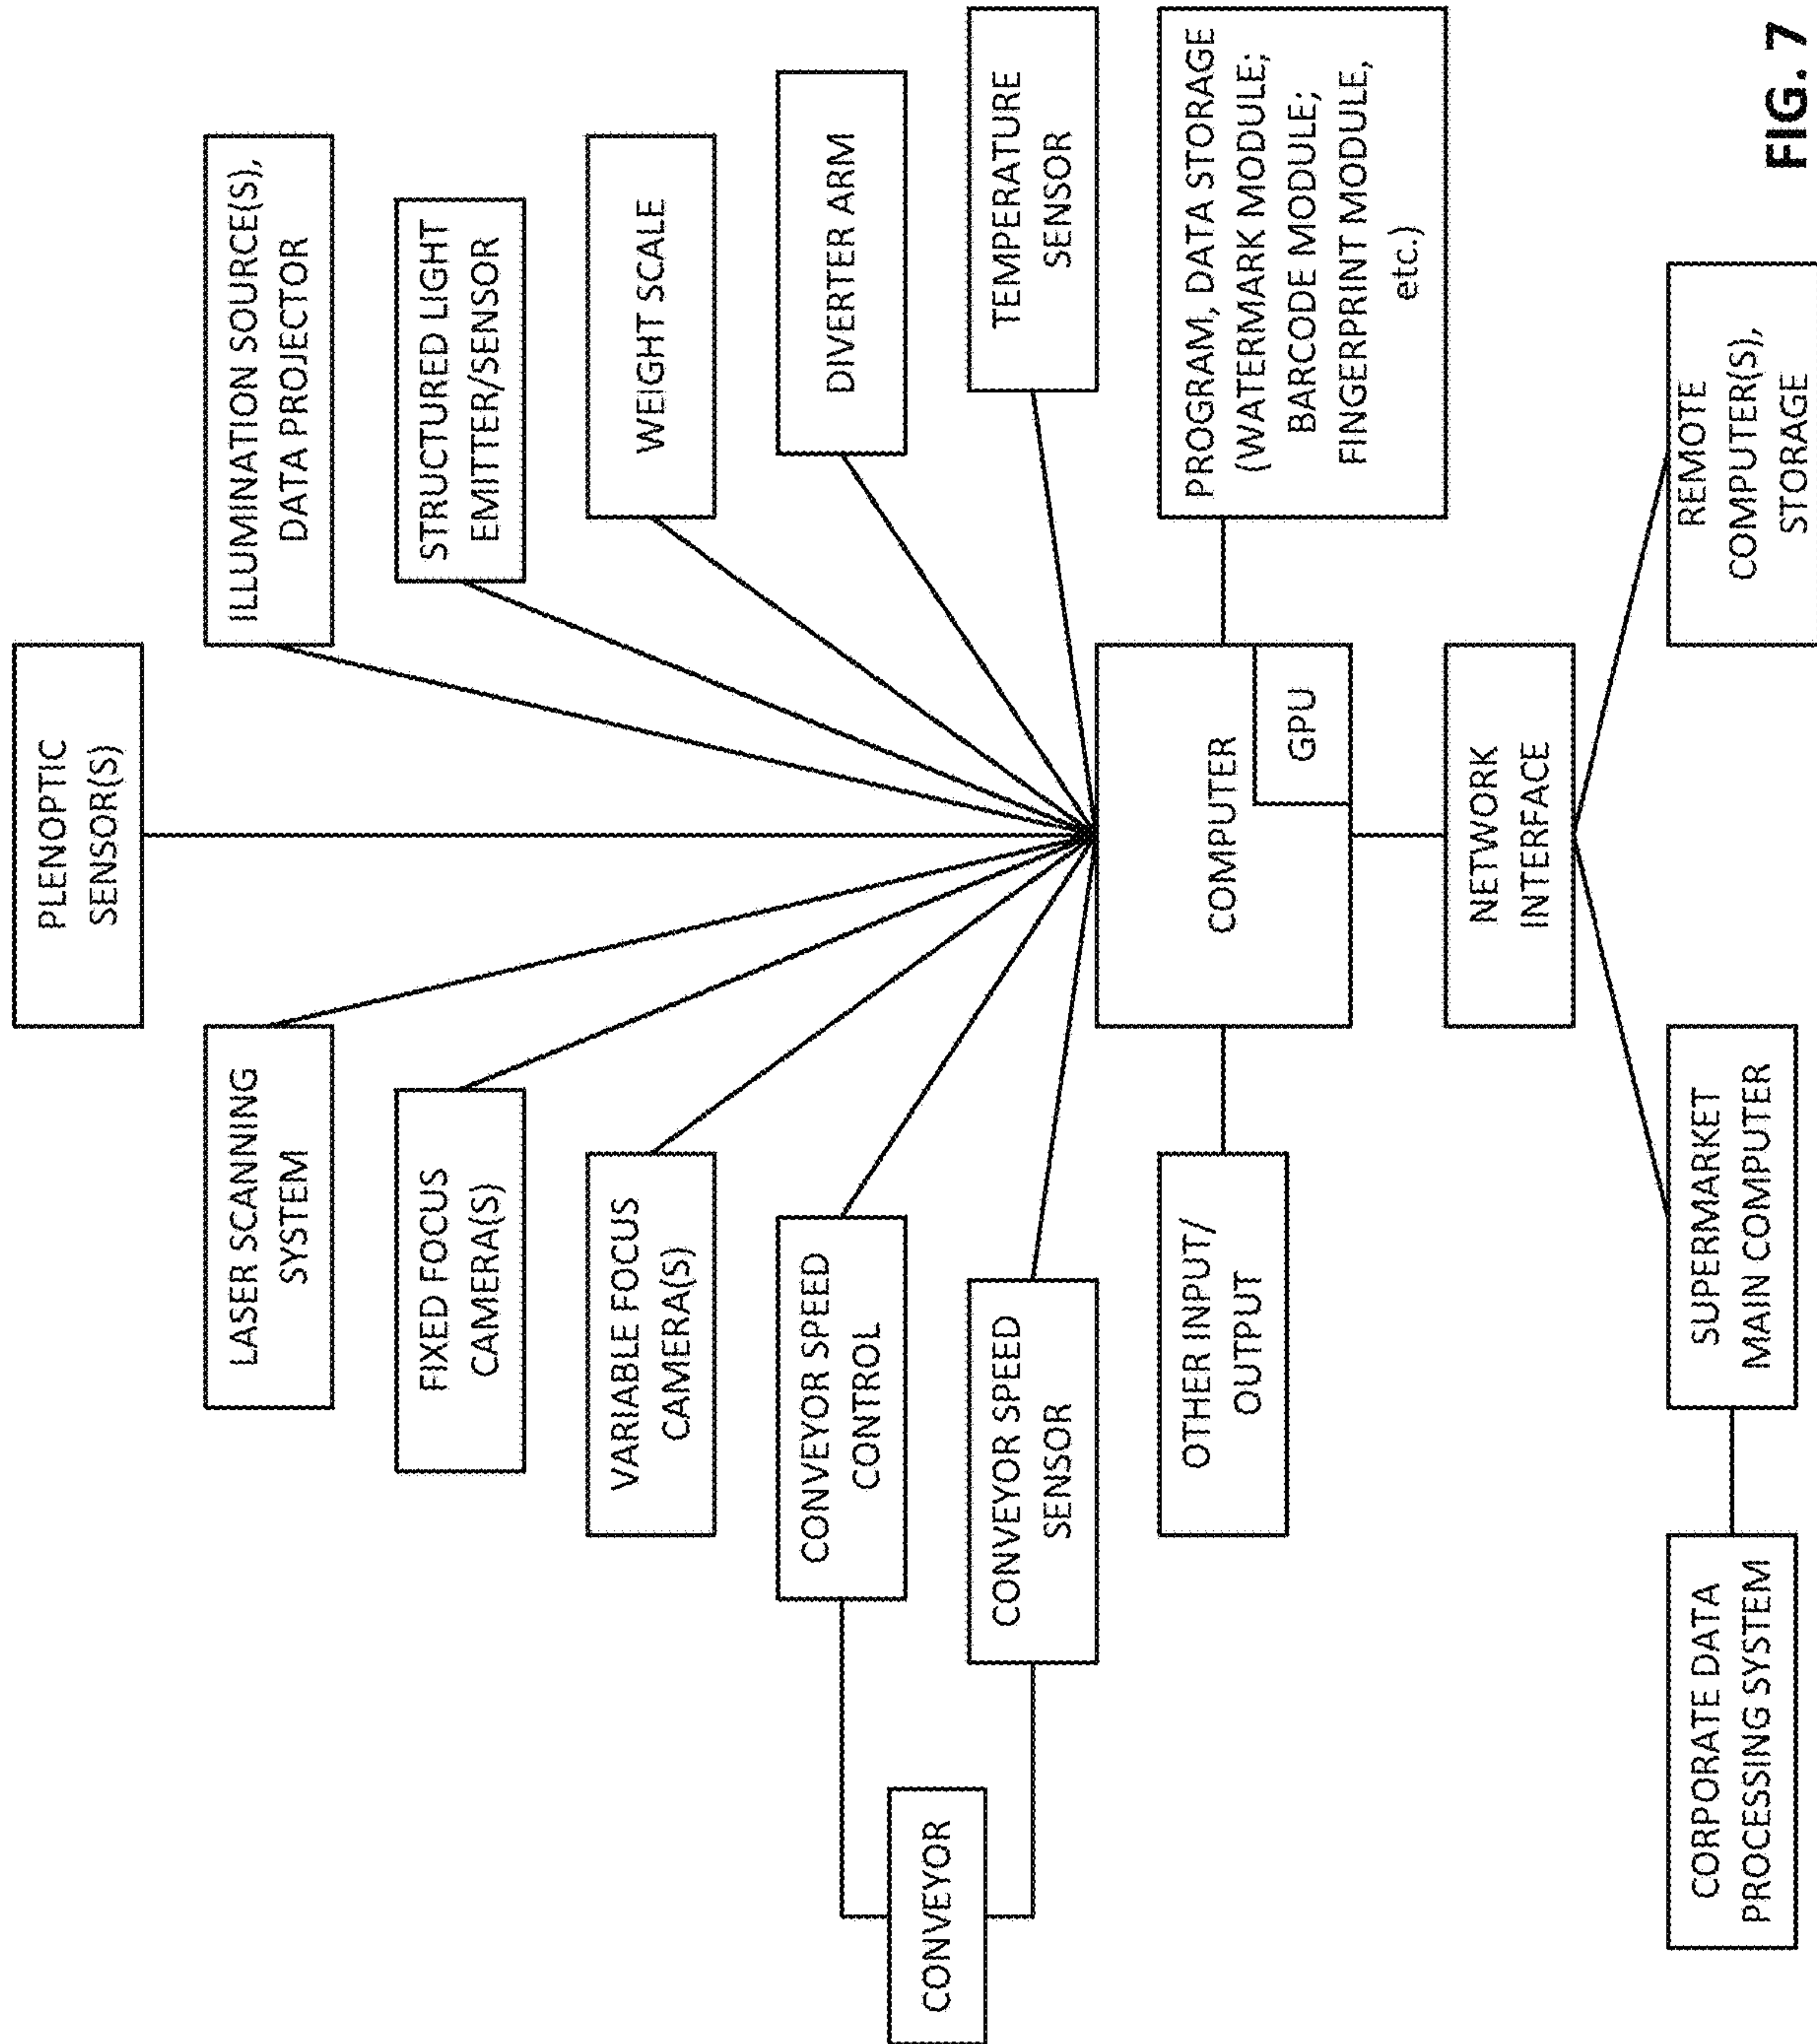 PLENOPTIC
SENSOR(S)
LASER SCANNING
SYSTEM
ILLUMINATION SOURCE(S),
DATA PROJECTOR
FIXED FOCUS
CAMERA(S)
STRUCTURED LIGHT
EMITTER/SENSOR
VARIABLE FOCUS
CAMERA(S)
WEIGHT SCALE
CONVEYOR SPEED
CONTROL
DIVERTER ARM
CONVEYOR
CONVEYOR SPEED
SENSOR
TEMPERATURE
SENSOR
OTHER INPUT/
OUTPUT
COMPUTER
GPU
PROGRAM, DATA STORAGE
(WATERMARK MODULE;
BARCODE MODULE;
FINGERPRINT MODULE,
etc.)
NETWORK
INTERFACE
CORPORATE DATA
PROCESSING SYSTEM
SUPERMARKET
MAIN COMPUTER
REMOTE
COMPUTER(S),
STORAGE
FIG. 7